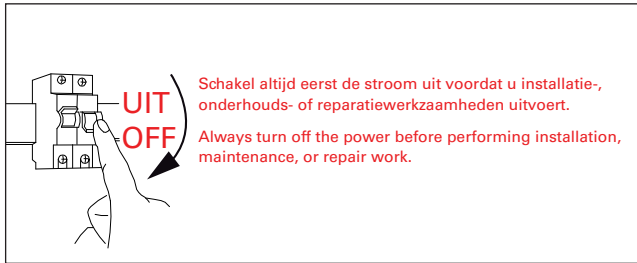 UIT
OFF
Schakel altijd eerst de stroom uit voordat u installatie-,
onderhouds- of reparatiewerkzaamheden uitvoert.
Always turn off the power before performing installation,
maintenance, or repair work.